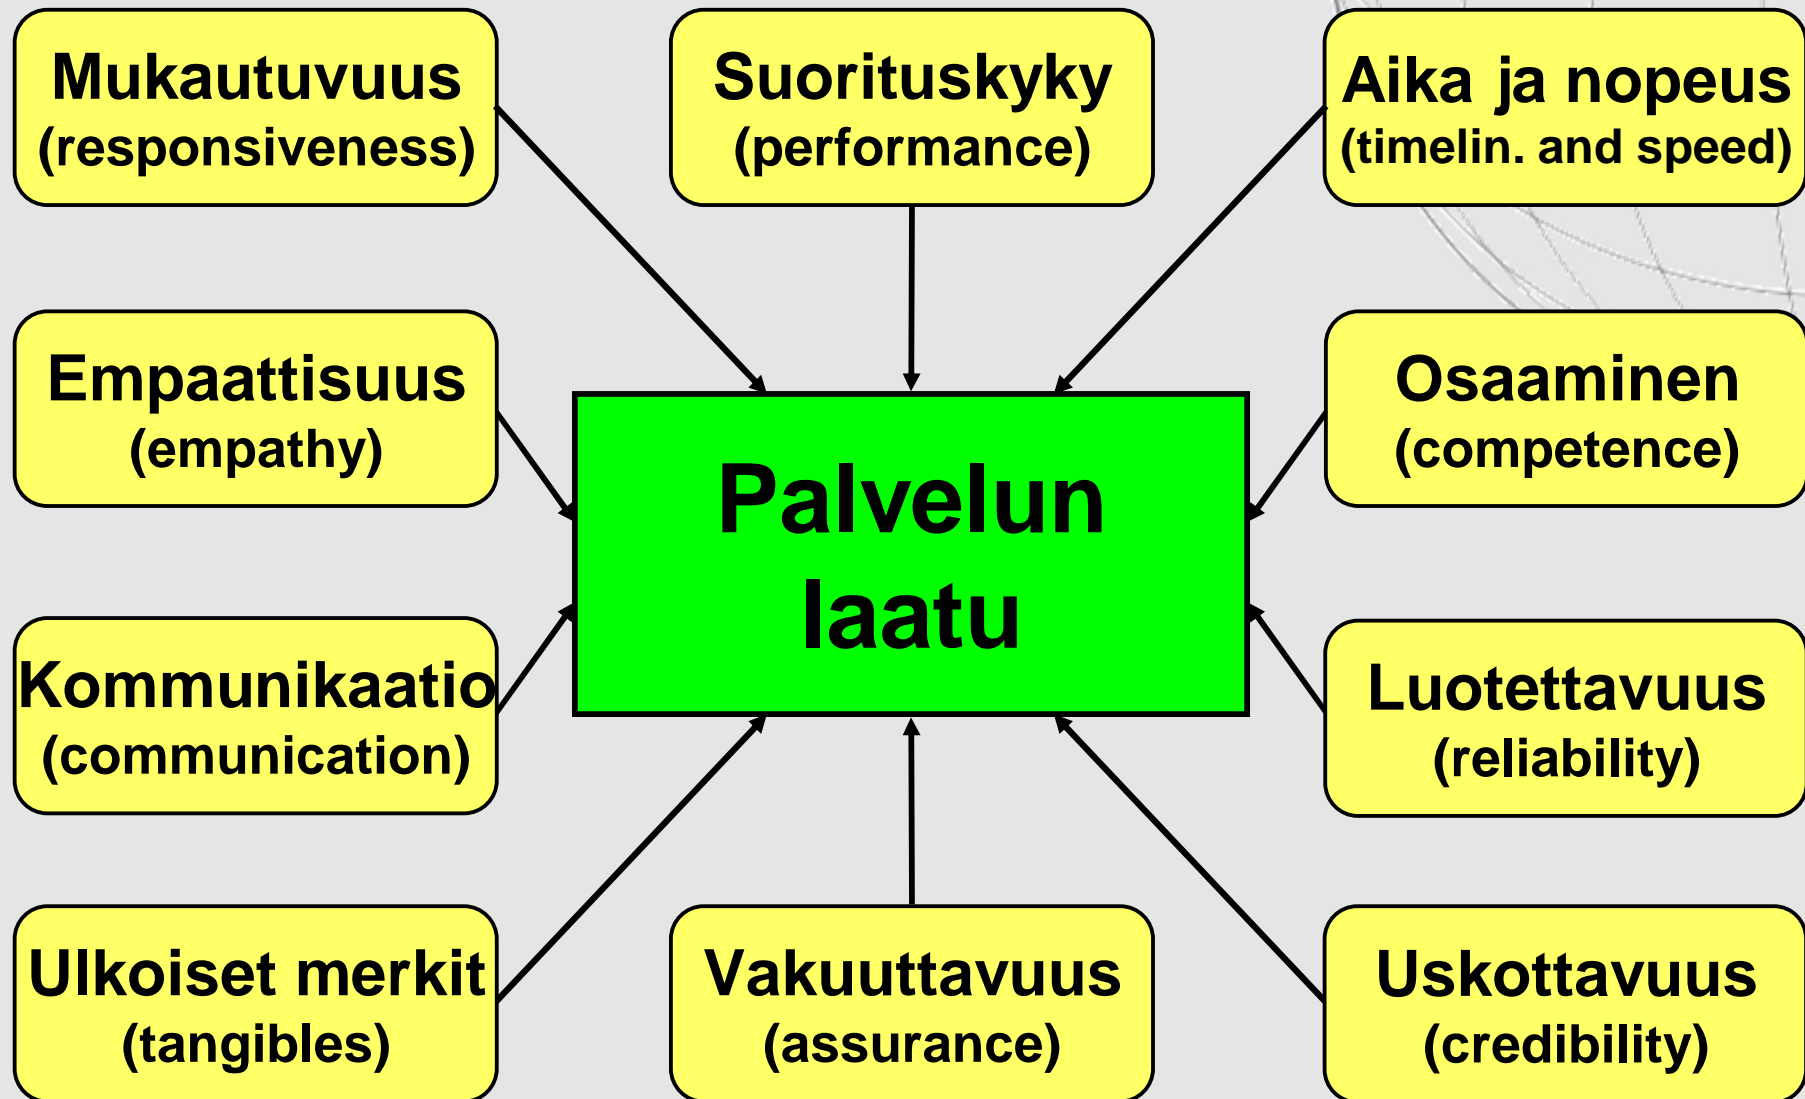 Mukautuvuus
(responsiveness)
Suorituskyky
(performance)
Aika ja nopeus
(timelin. and speed)
Empaattisuus
(empathy)
Osaaminen
(competence)
Palvelun
laatu
Kommunikaatio
(communication)
Luotettavuus
(reliability)
Ulkoiset merkit
(tangibles)
Vakuuttavuus
(assurance)
Uskottavuus
(credibility)